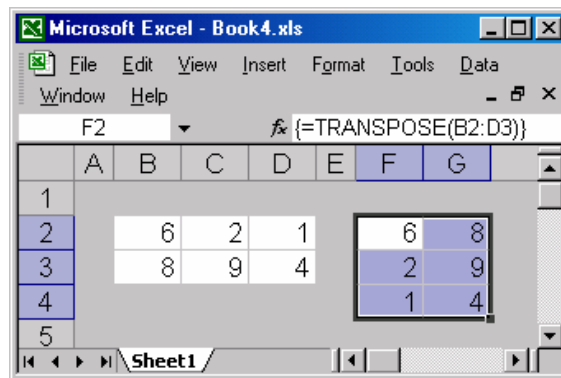 Microsoft Excel - Book4.xls
File Edit View Insert Format Tools Data
Window Help
F2 fx {=TRANSPOSE(B2:D3)}
A B C D E F G
1
2 6 2 1 6 8
3 8 9 4 2 9
4 1 4
5
Sheet1